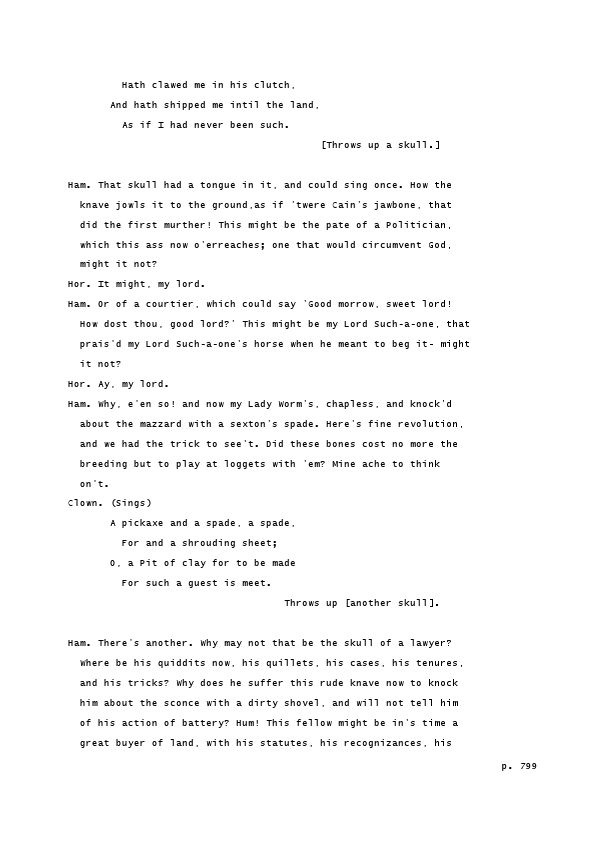 Hath clawed me in his clutch,
And hath shipped me intil the land,
As if I had never been such.
[Throws up a skull.]
Ham. That skull had a tongue in it, and could sing once. How the
knave jowls it to the ground,as if 'twere Cain's jawbone, that
did the first murther! This might be the pate of a Politician,
which this ass now o'erreaches; one that would circumvent God,
might it not?
Hor. It might, my lord.
Ham. Or of a courtier, which could say 'Good morrow, sweet lord!
How dost thou, good lord?' This might be my Lord Such-a-one, that
prais'd my Lord Such-a-one's horse when he meant to beg it- might
it not?
Hor. Ay, my lord.
Ham. Why, e'en so! and now my Lady Worm's, chapless, and knock'd
about the mazzard with a sexton's spade. Here's fine revolution,
and we had the trick to see't. Did these bones cost no more the
breeding but to play at loggets with 'em? Mine ache to think
on't.
Clown. (Sings)
A pickaxe and a spade, a spade,
For and a shrouding sheet;
O, a Pit of clay for to be made
For such a guest is meet.
Throws up [another skull].
Ham. There's another. Why may not that be the skull of a lawyer?
Where be his quiddits now, his quillets, his cases, his tenures,
and his tricks? Why does he suffer this rude knave now to knock
him about the sconce with a dirty shovel, and will not tell him
of his action of battery? Hum! This fellow might be in's time a
great buyer of land, with his statutes, his recognizances, his
p. 799